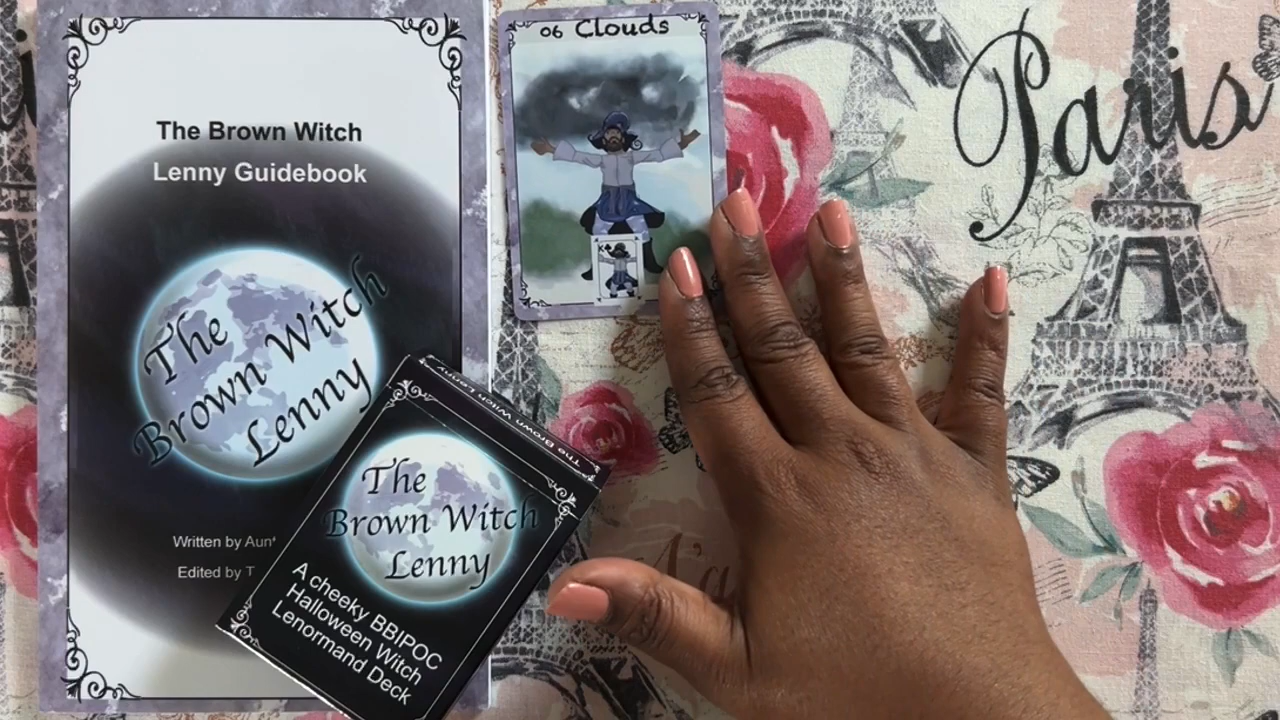 The Brown Witch
Lenny Guidebook
The
Brown Witch
Lenny
Written by Aunt
Edited by T
06 Clouds
K
The Brown Witch Lenny
The
Brown Witch
Lenny
A cheeky BBIPOC
Halloween Witch
Lenormand Deck
Paris